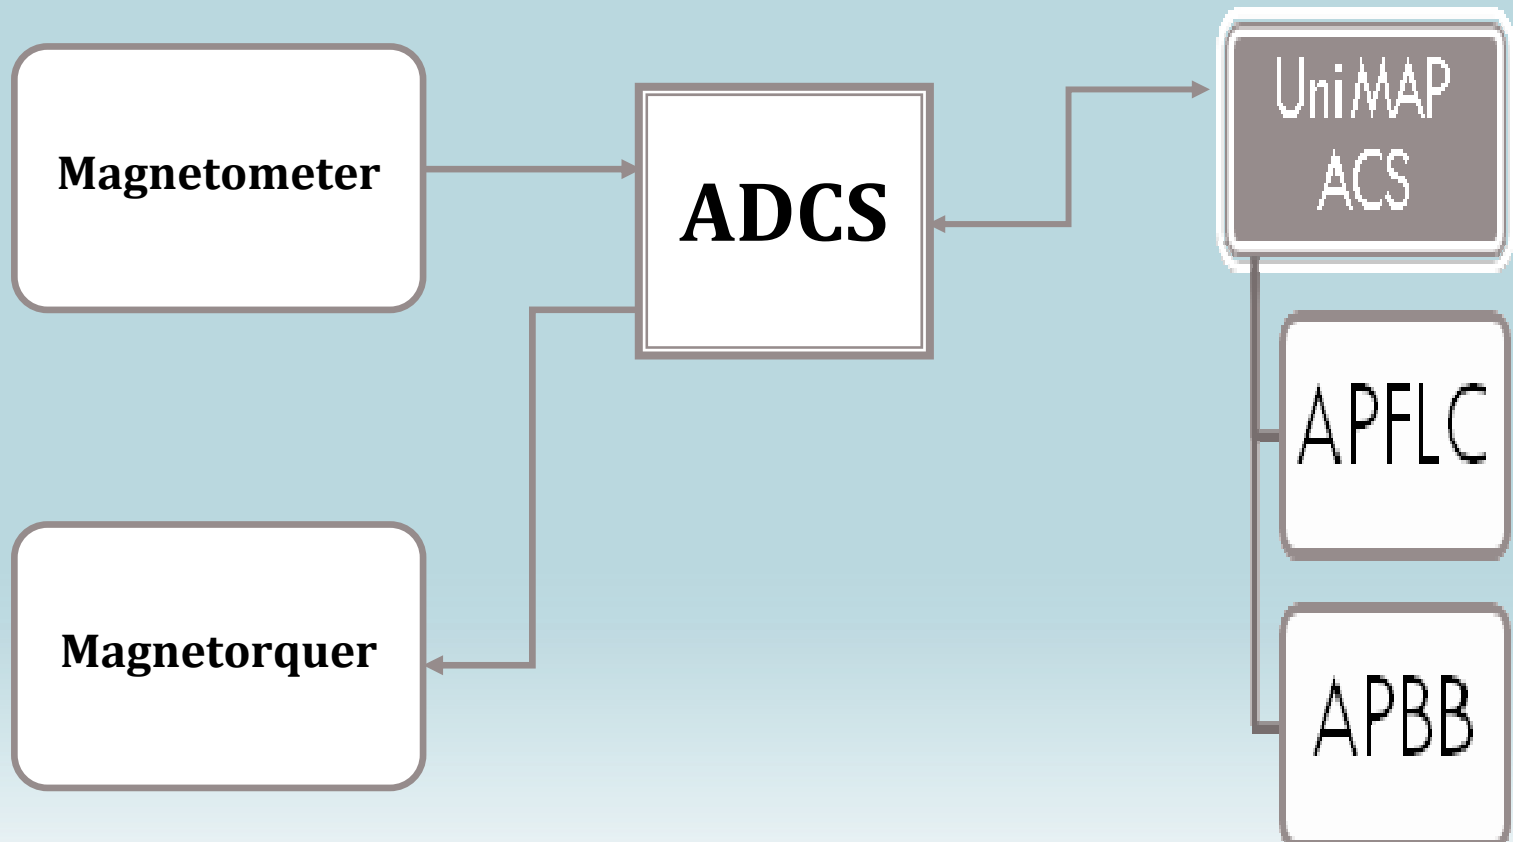 Magnetometer
ADCS
UniMAP
ACS
APFLC
Magnetorquer
APBB